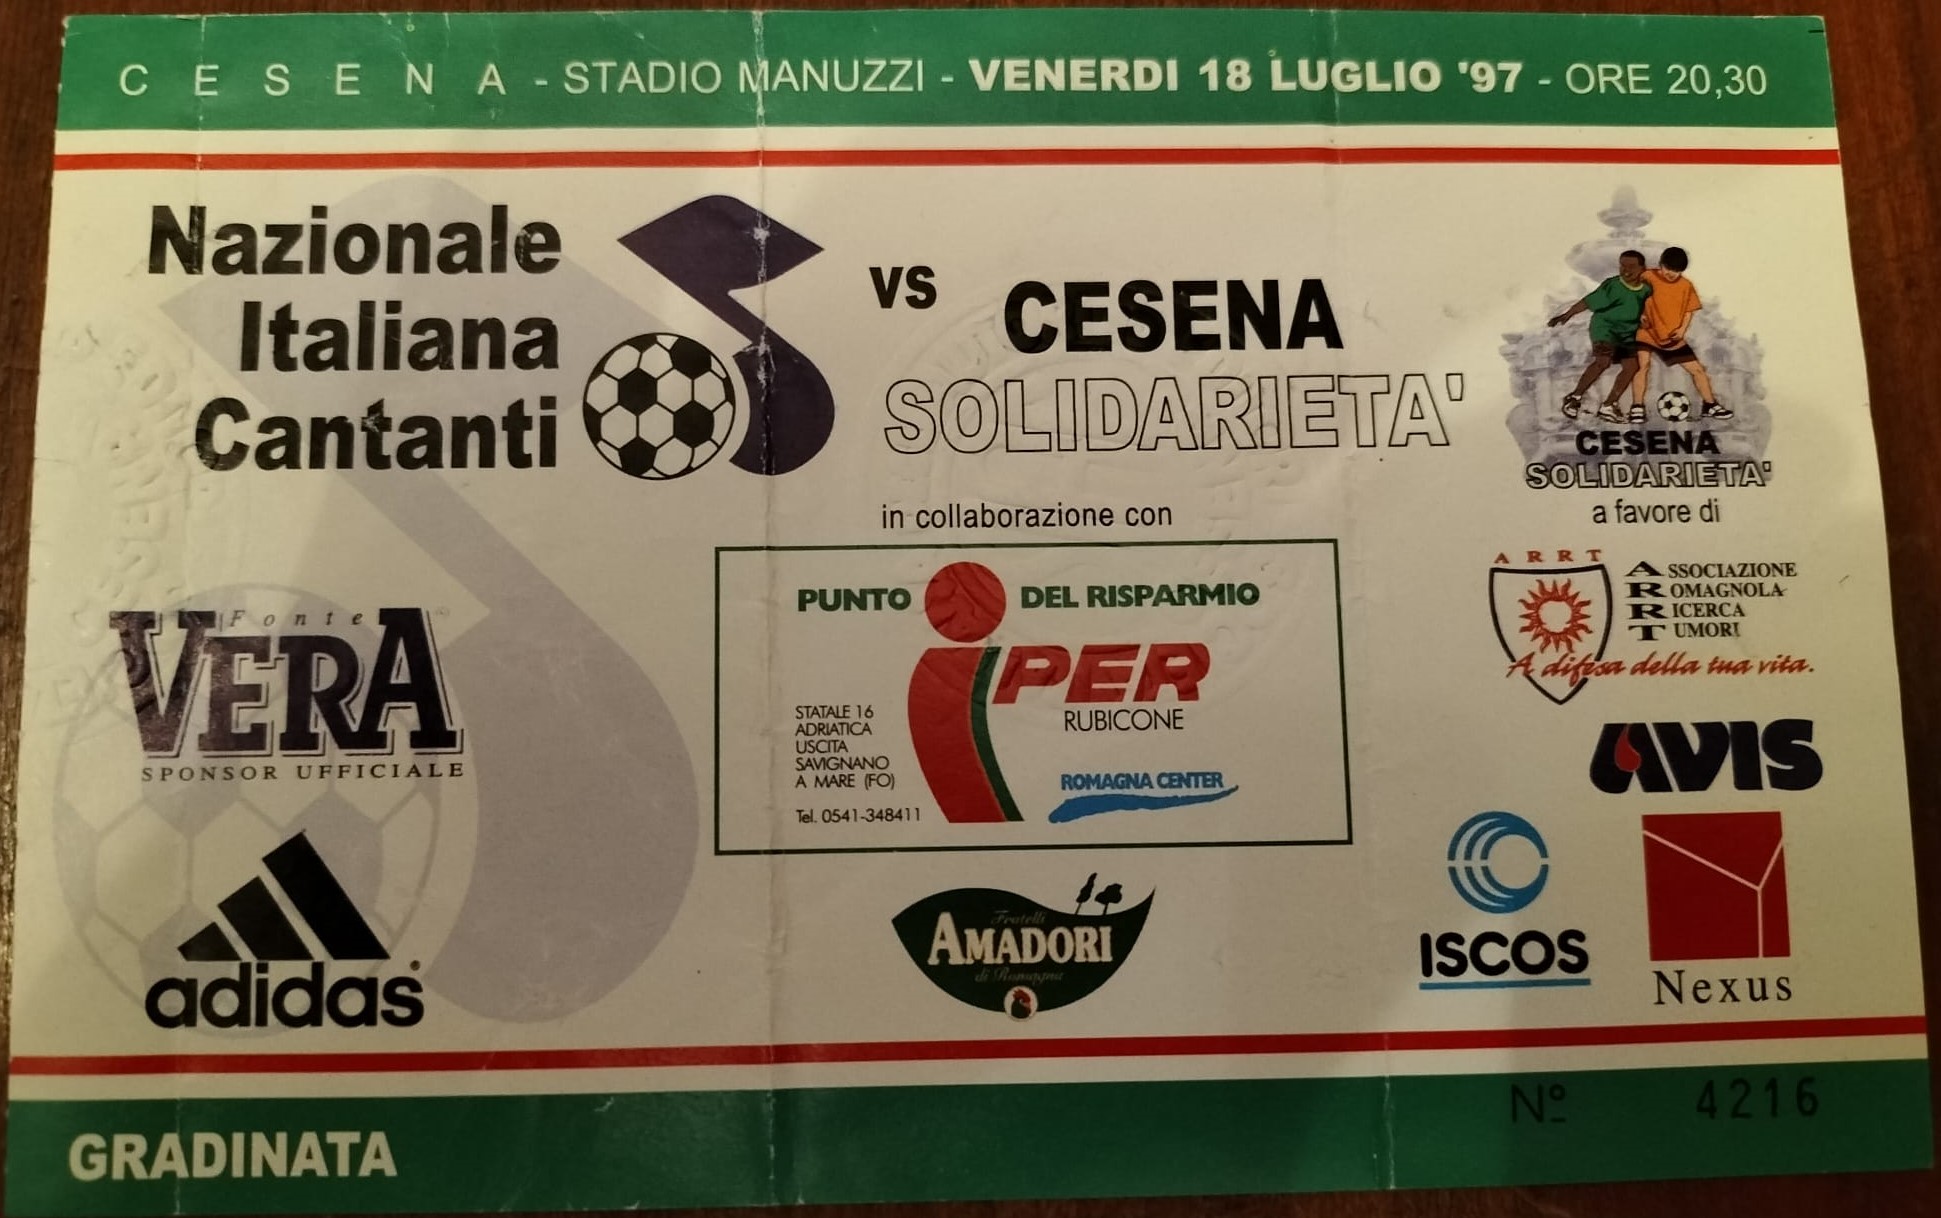 CESENA - STADIO MANUZZI - VENERDI 18 LUGLIO '97 - ORE 20,30
Nazionale
Italiana
Cantanti
vs
CESENA
SOLIDARIETA'
CESENA
SOLIDARIETA'
a favore di
in collaborazione con
PUNTO DEL RISPARMIO
iPER
RUBICONE
STATALE 16
ADRIATICA
USCITA
SAVIGNANO
A MARE (FO)
Tel. 0541-348411
ROMAGNA CENTER
Fonte
VERA
SPONSOR UFFICIALE
adidas
Fratelli
AMADORI
di Romagna
ARRT
ASSOCIAZIONE
ROMAGNOLA
RICERCA
TUMORI
A difesa della tua vita.
AVIS
ISCOS
Nexus
Nº 4216
GRADINATA